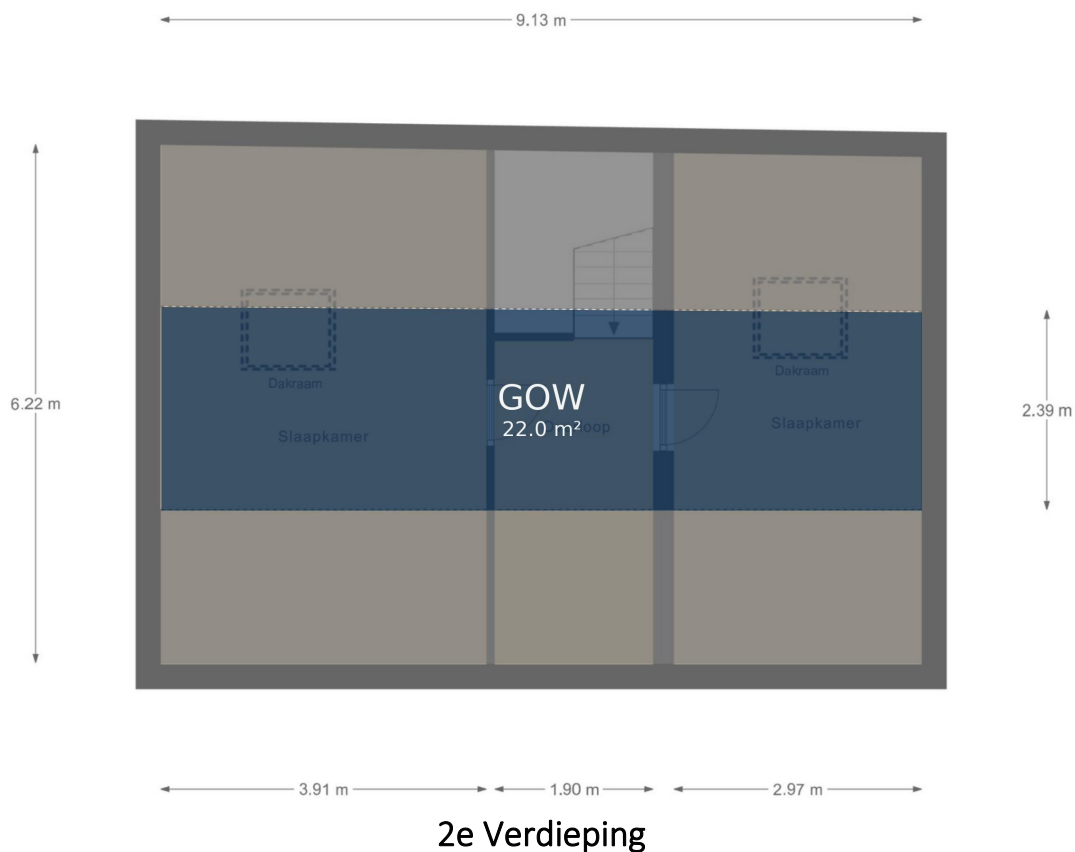 9.13 m
6.22 m
2.39 m
Dakraam
Dakraam
GOW
Slaapkamer
22.0 m²
Slaapkamer
3.91 m
1.90 m
2.97 m
2e Verdieping